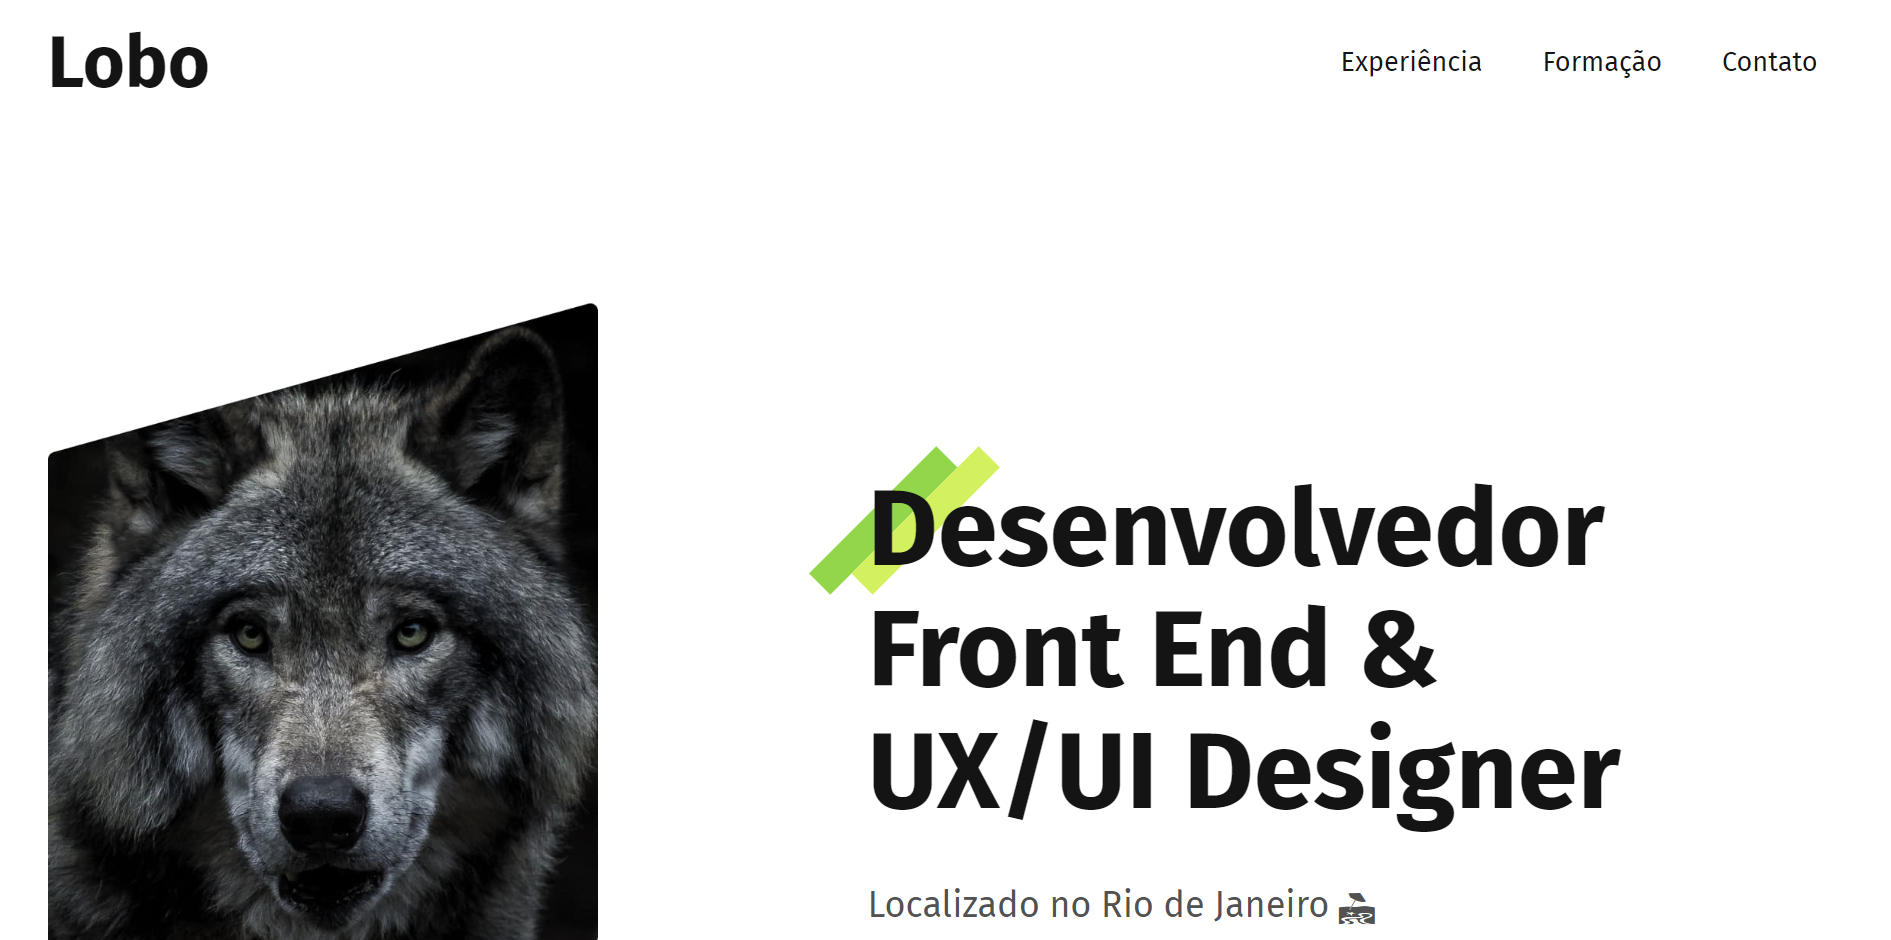 Lobo
Experiência Formação Contato
Desenvolvedor
Front End &
UX/UI Designer
Localizado no Rio de Janeiro